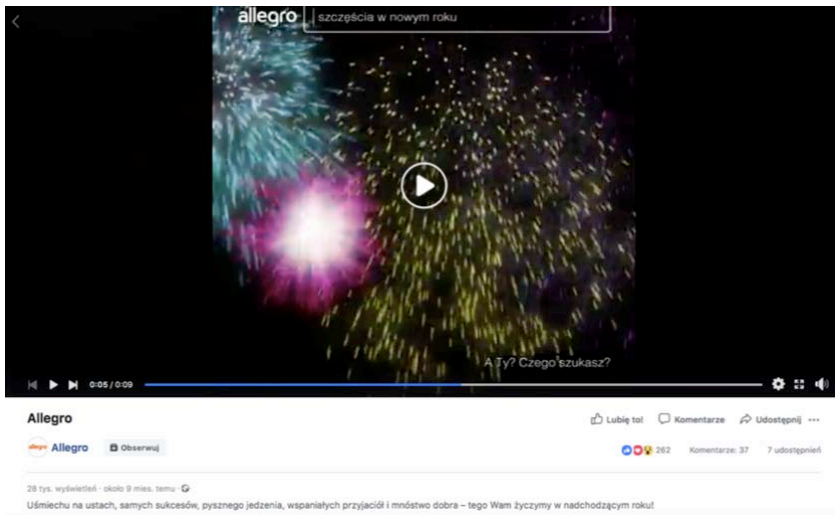 allegro szczęścia w nowym roku
A Ty? Czego szukasz?
0:05 / 0:09
Allegro
Lubię to! Komentarze Udostępnij
allegro Allegro Obserwuj
262 Komentarze: 37 7 udostępnień
28 tys. wyświetleń · około 9 mies. temu ·
Uśmiechu na ustach, samych sukcesów, pysznego jedzenia, wspaniałych przyjaciół i mnóstwo dobra – tego Wam życzymy w nadchodzącym roku!